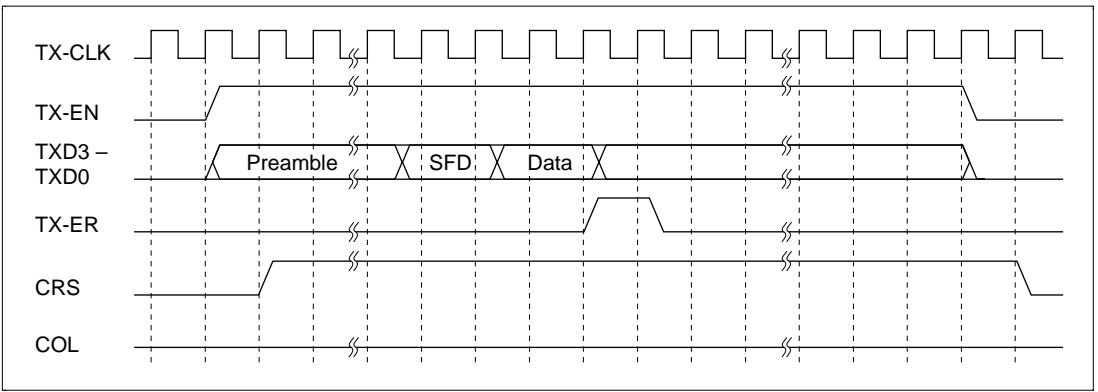 TX-CLK
TX-EN
TXD3 –
TXD0
Preamble
SFD
Data
TX-ER
CRS
COL